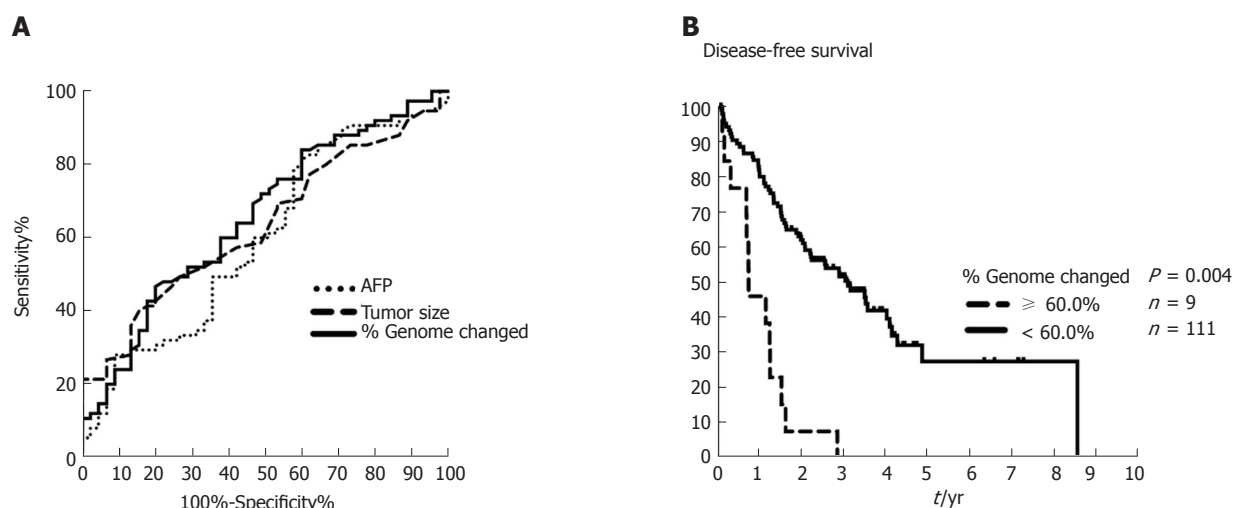 A
Sensitivity%
100
80
60
40
20
0
0 10 20 30 40 50 60 70 80 90 100
100%-Specificity%
AFP
Tumor size
% Genome changed
B
Disease-free survival
100
90
80
70
60
50
40
30
20
10
0
0 1 2 3 4 5 6 7 8 9 10
t/yr
% Genome changed P = 0.004
⩾ 60.0% n = 9
< 60.0% n = 111